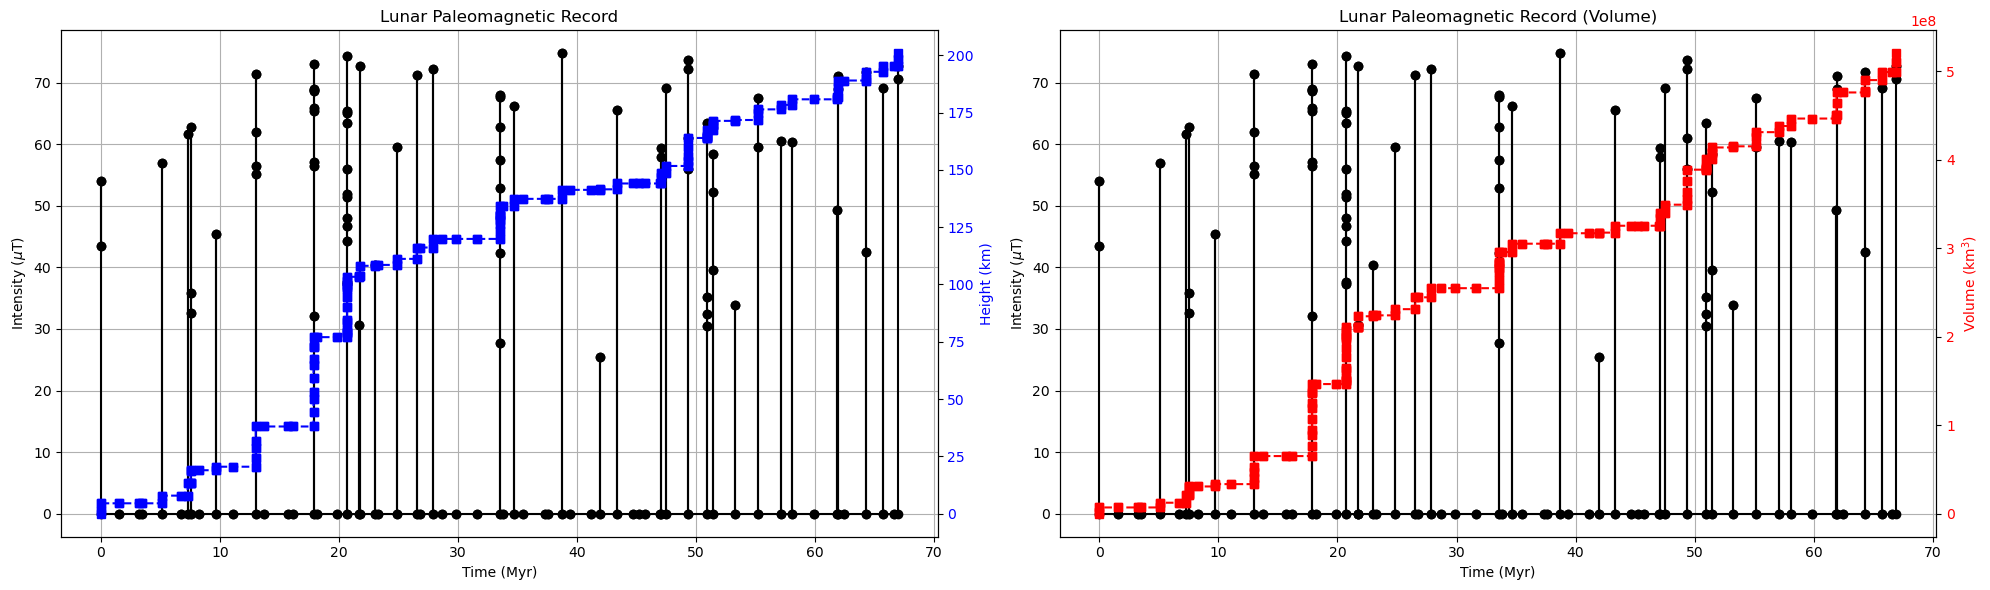 Lunar Paleomagnetic Record
70
60
50
40
30
20
10
0
Intensity (μT)
200
175
150
125
100
75
50
25
0
Height (km)
0 10 20 30 40 50 60 70
Time (Myr)
Lunar Paleomagnetic Record (Volume)
1e8
70
60
50
40
30
20
10
0
Intensity (μT)
5
4
3
2
1
0
Volume (km³)
0 10 20 30 40 50 60 70
Time (Myr)